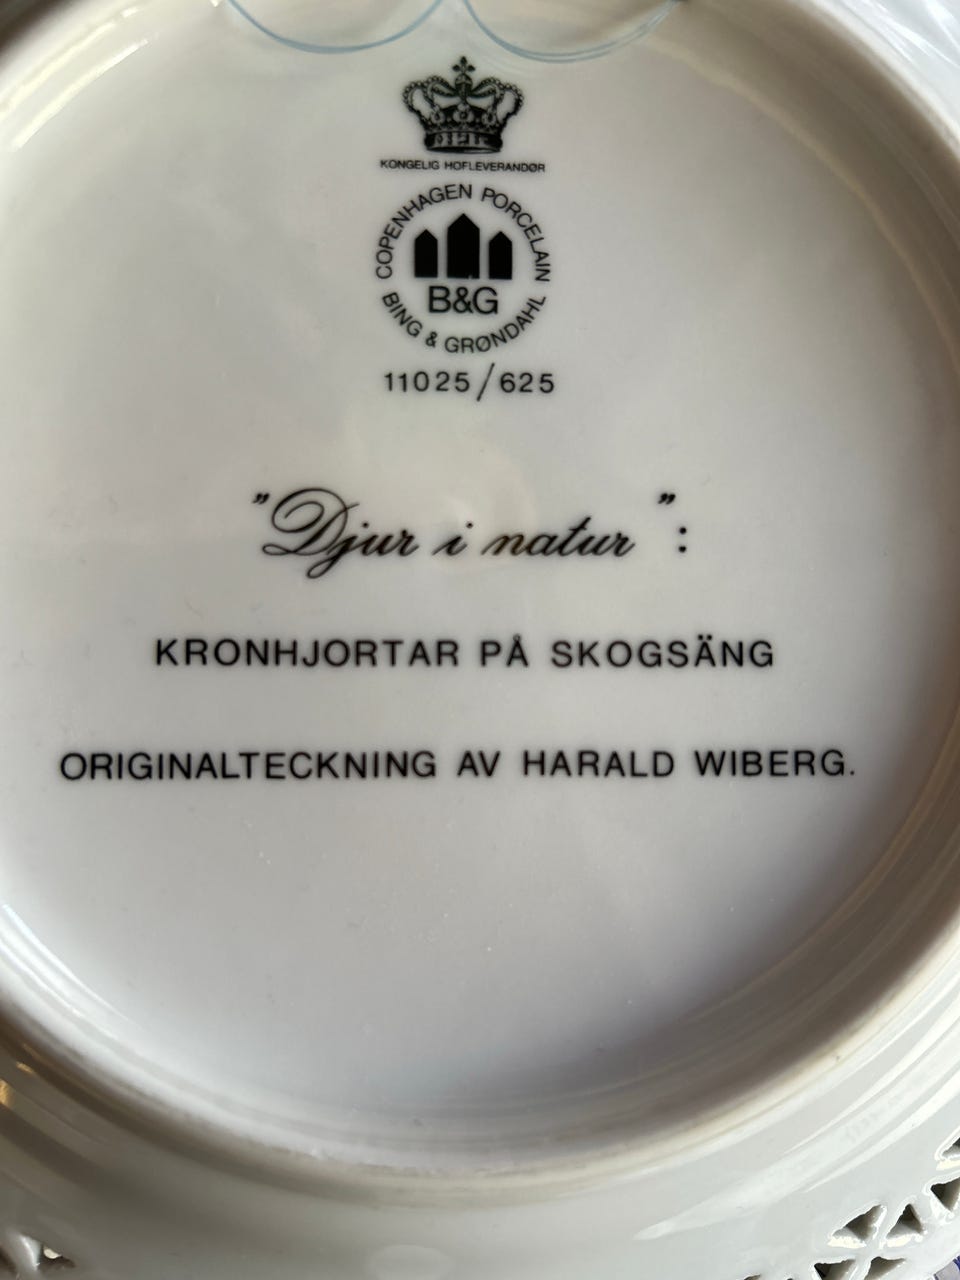 KONGELIG HOFLEVERANDØR
COPENHAGEN PORCELAIN
B&G
BING & GRØNDAHL
11025/625
"Djur i natur":
KRONHJORTAR PÅ SKOGSÄNG
ORIGINALTECKNING AV HARALD WIBERG.